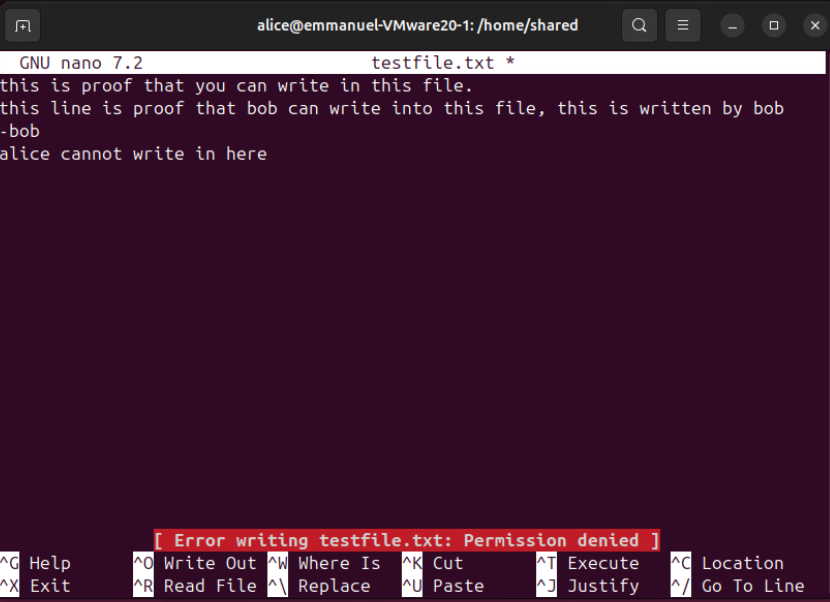 alice@emmanuel-VMware20-1: /home/shared
GNU nano 7.2 testfile.txt *
this is proof that you can write in this file.
this line is proof that bob can write into this file, this is written by bob
-bob
alice cannot write in here
[ Error writing testfile.txt: Permission denied ]
^G Help ^O Write Out ^W Where Is ^K Cut ^T Execute ^C Location
^X Exit ^R Read File ^\ Replace ^U Paste ^J Justify ^/ Go To Line